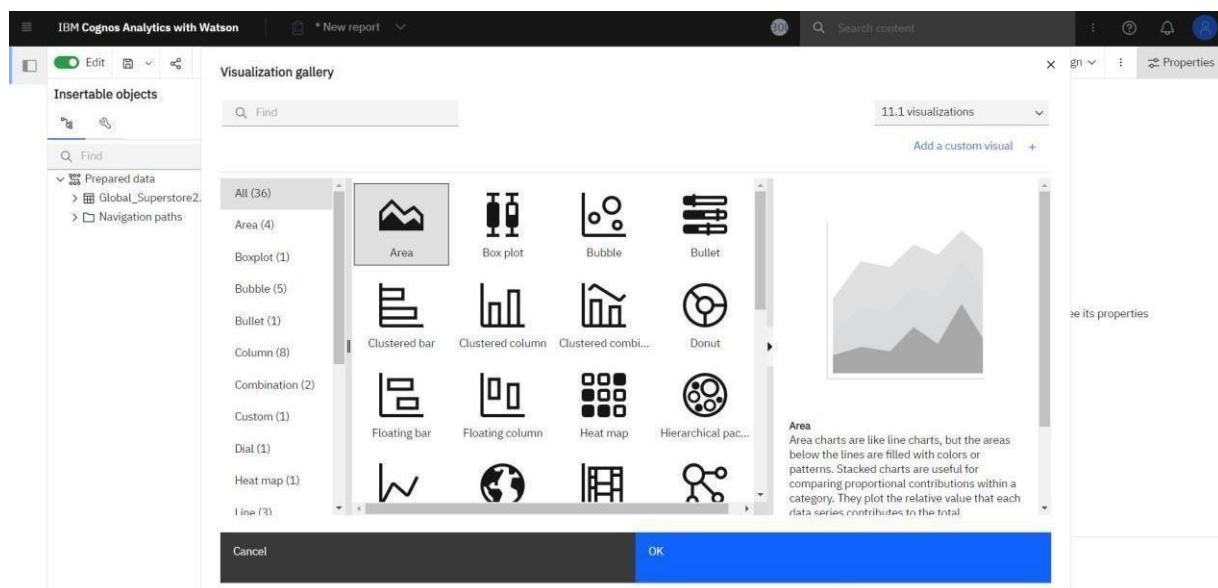 IBM Cognos Analytics with Watson
* New report
Search content
Edit
gn
Properties
Insertable objects
Find
Prepared data
Global_Superstore2.
Navigation paths
Visualization gallery
Find
11.1 visualizations
Add a custom visual +
All (36)
Area (4)
Boxplot (1)
Bubble (5)
Bullet (1)
Column (8)
Combination (2)
Custom (1)
Dial (1)
Heat map (1)
Line (3)
Area
Box plot
Bubble
Bullet
Clustered bar
Clustered column
Clustered combi...
Donut
Floating bar
Floating column
Heat map
Hierarchical pac...
Area
Area charts are like line charts, but the areas
below the lines are filled with colors or
patterns. Stacked charts are useful for
comparing proportional contributions within a
category. They plot the relative value that each
data series contributes to the total.
ee its properties
Cancel
OK